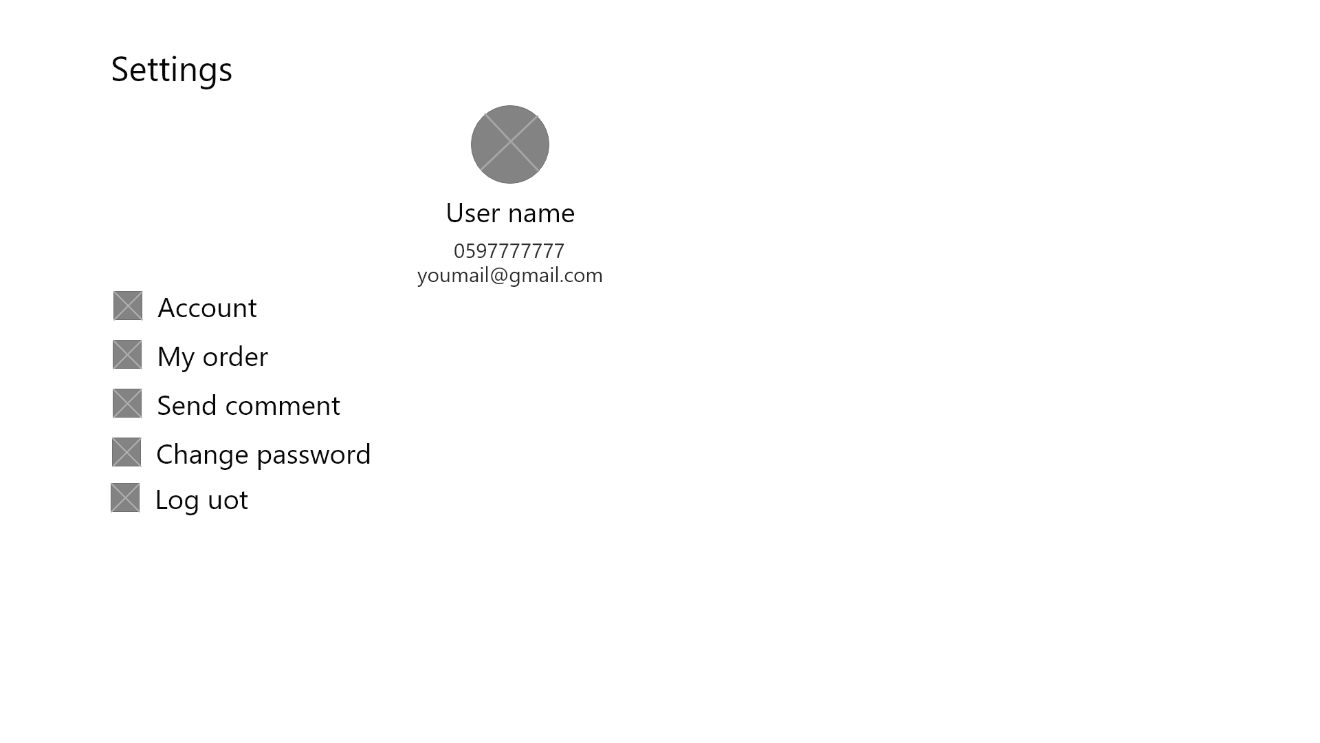 Settings
User name
0597777777
youmail@gmail.com
Account
My order
Send comment
Change password
Log uot